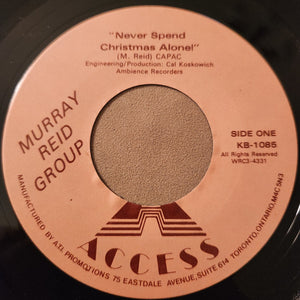 "Never Spend
Christmas Alone!"
(M. Reid) CAPAC
Engineering/Production: Cal Koskowich
Ambience Recorders
MURRAY
REID
GROUP
SIDE ONE
KB-1085
All Rights Reserved
WRC3-4331
ACCESS
MANUFACTURED BY A.T.I. PROMOTIONS 75 EASTDALE AVENUE, SUITE 614 TORONTO, ONTARIO, M4C 5N3